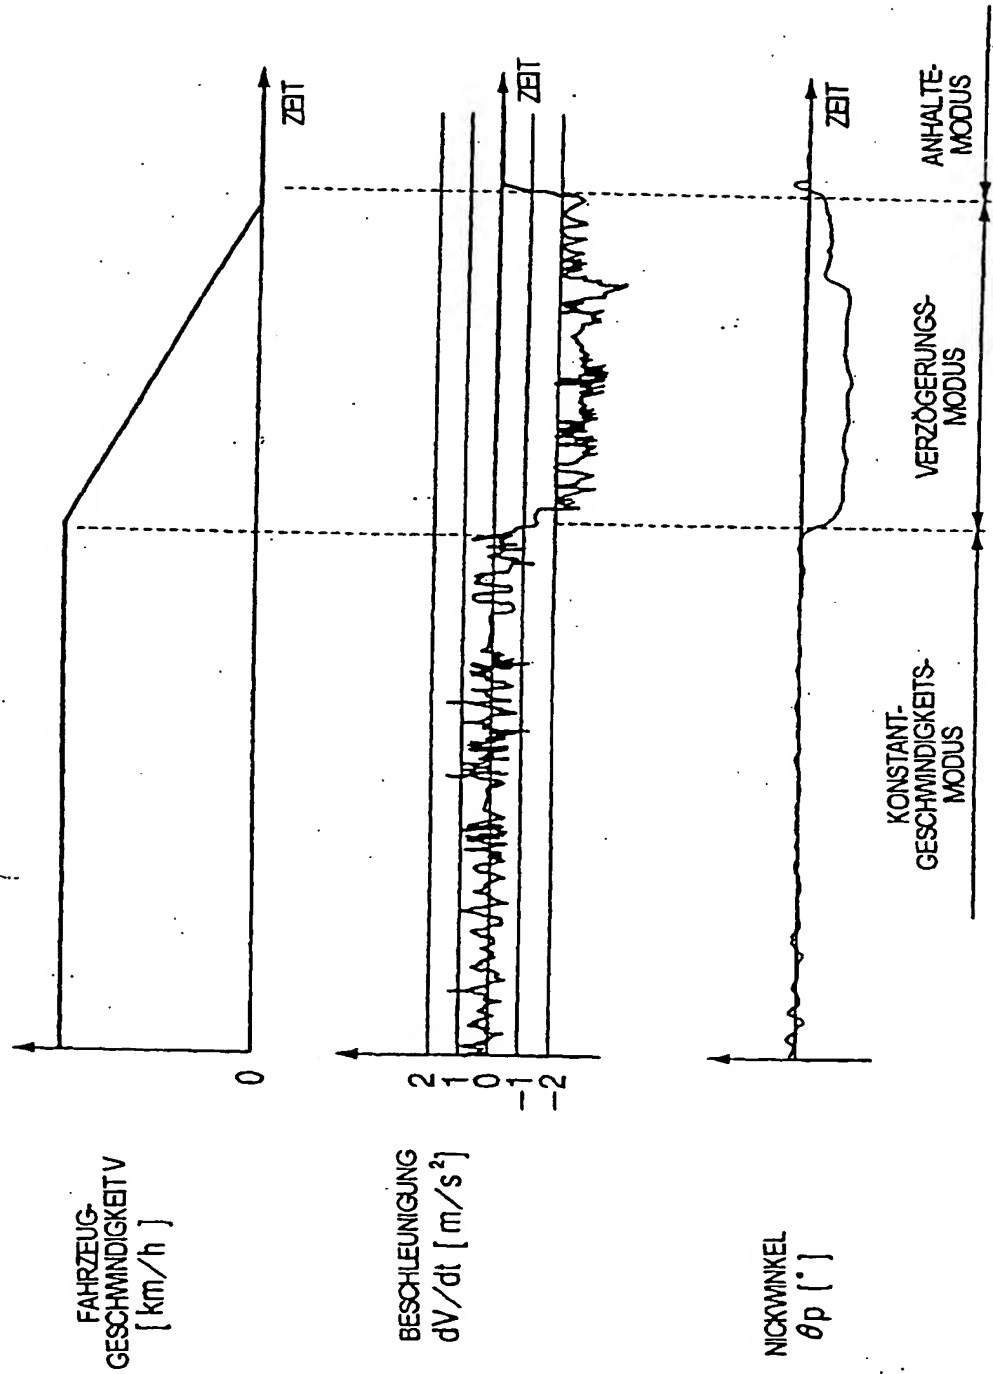 FAHRZEUG-
GESCHWINDIGKEIT V
[ km/h ]
0
ZEIT
BESCHLEUNIGUNG
dV/dt [ m/s² ]
2
1
0
-1
-2
ZEIT
NICKWINKEL
θp [ ° ]
ZEIT
KONSTANT-
GESCHWINDIGKEITS-
MODUS
VERZÖGERUNGS-
MODUS
ANHALTE-
MODUS